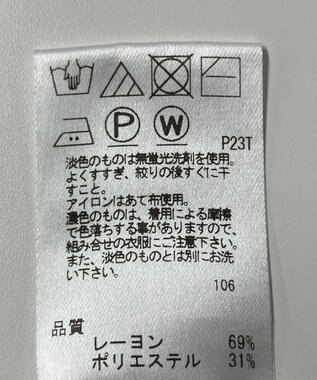 P W P23T
淡色のものは無蛍光洗剤を使用。
よくすすぎ、絞りの後すぐに干
すこと。
アイロンはあて布使用。
濃色のものは、着用による摩擦
で色落ちする事がありますので、
組み合せの衣服にご注意下さい。
また、淡色のものとは別にお洗
い下さい。
106
品質
レーヨン 69%
ポリエステル 31%